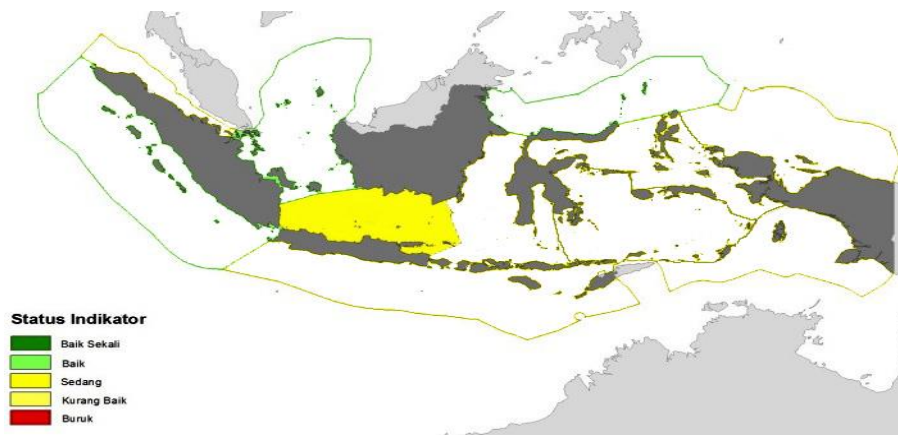 Status Indikator
Baik Sekali
Baik
Sedang
Kurang Baik
Buruk